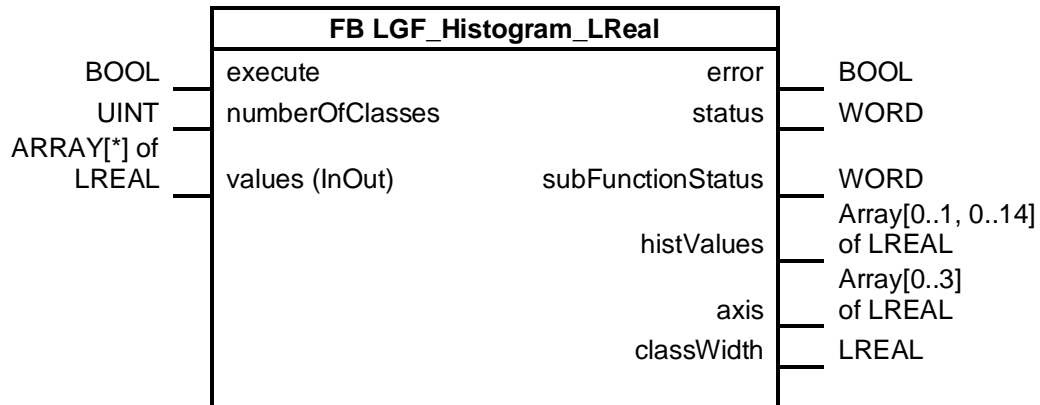 FB LGF_Histogram_LReal
BOOL execute error BOOL
UINT numberOfClasses status WORD
ARRAY[*] of
LREAL values (InOut) subFunctionStatus WORD
Array[0..1, 0..14]
histValues of LREAL
Array[0..3]
axis of LREAL
classWidth LREAL